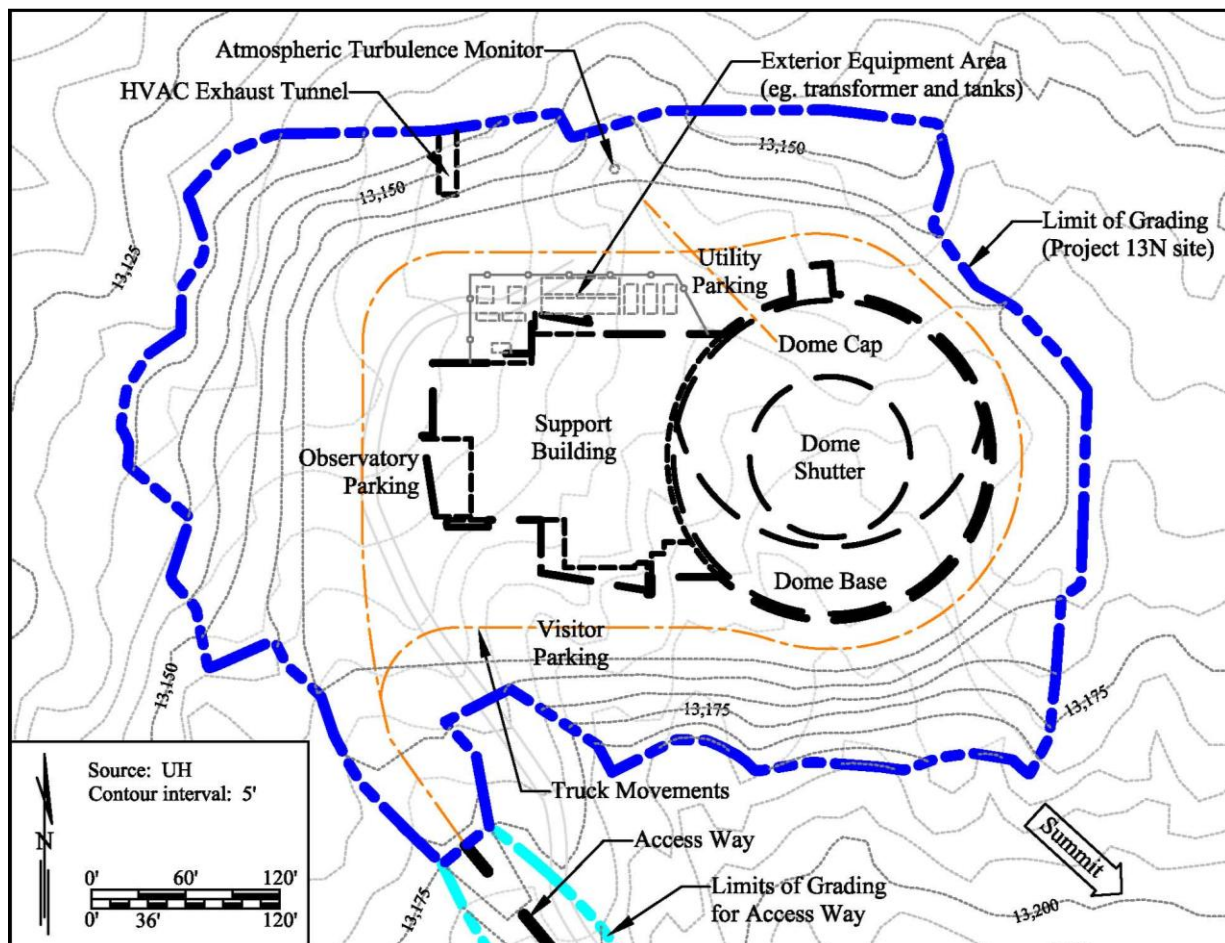 Atmospheric Turbulence Monitor
HVAC Exhaust Tunnel
Exterior Equipment Area
(eg. transformer and tanks)
13,150
13,150
13,125
Limit of Grading
(Project 13N site)
Utility
Parking
Dome Cap
Support
Building
Dome
Shutter
Observatory
Parking
Dome Base
Visitor
Parking
13,150
13,175
13,175
Source: UH
Contour interval: 5'
N
0' 60' 120'
0' 36' 120'
Truck Movements
Access Way
Limits of Grading
for Access Way
13,175
Summit
13,200